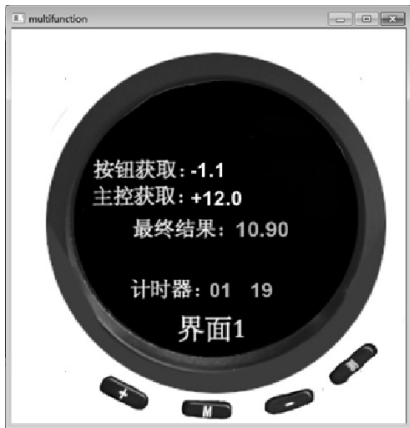 multifunction
按钮获取：-1.1
主控获取：+12.0
最终结果：10.90
计时器：01 19
界面1
+ M -